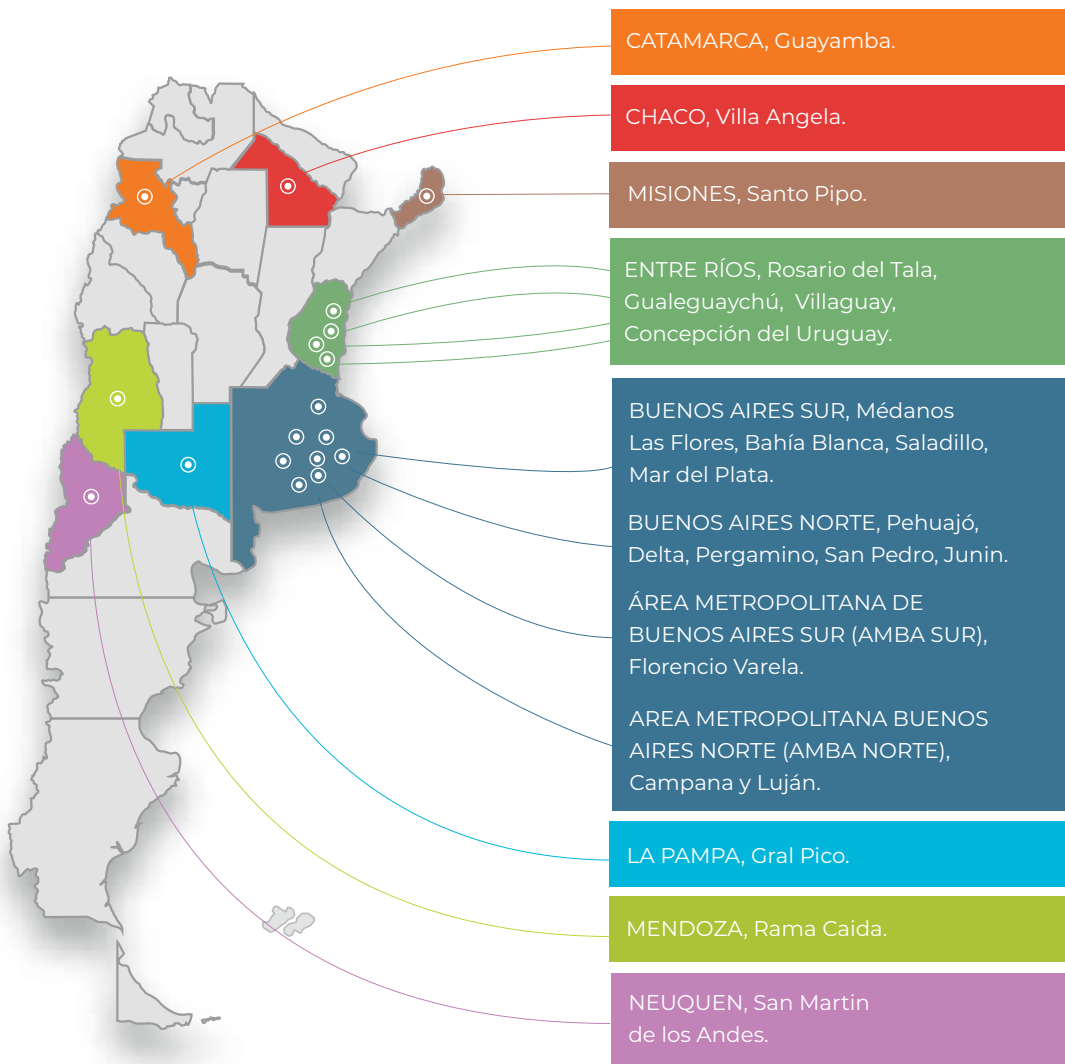 CATAMARCA, Guayamba.
CHACO, Villa Angela.
MISIONES, Santo Pipo.
ENTRE RÍOS, Rosario del Tala,
Gualeguaychú, Villaguay,
Concepción del Uruguay.
BUENOS AIRES SUR, Médanos
Las Flores, Bahía Blanca, Saladillo,
Mar del Plata.
BUENOS AIRES NORTE, Pehuajó,
Delta, Pergamino, San Pedro, Junin.
ÁREA METROPOLITANA DE
BUENOS AIRES SUR (AMBA SUR),
Florencio Varela.
AREA METROPOLITANA BUENOS
AIRES NORTE (AMBA NORTE),
Campana y Luján.
LA PAMPA, Gral Pico.
MENDOZA, Rama Caida.
NEUQUEN, San Martin
de los Andes.